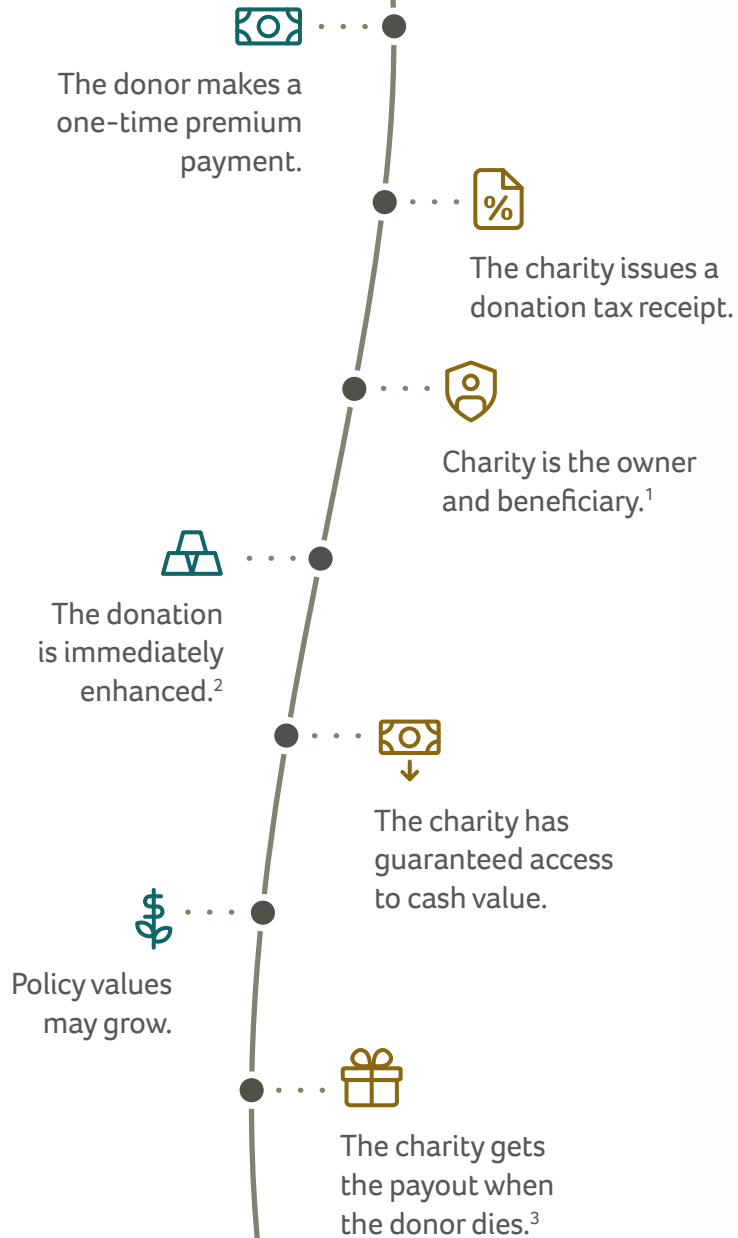 The donor makes a
one-time premium
payment.
%
The charity issues a
donation tax receipt.
Charity is the owner
and beneficiary.¹
The donation
is immediately
enhanced.²
The charity has
guaranteed access
to cash value.
$
Policy values
may grow.
The charity gets
the payout when
the donor dies.³